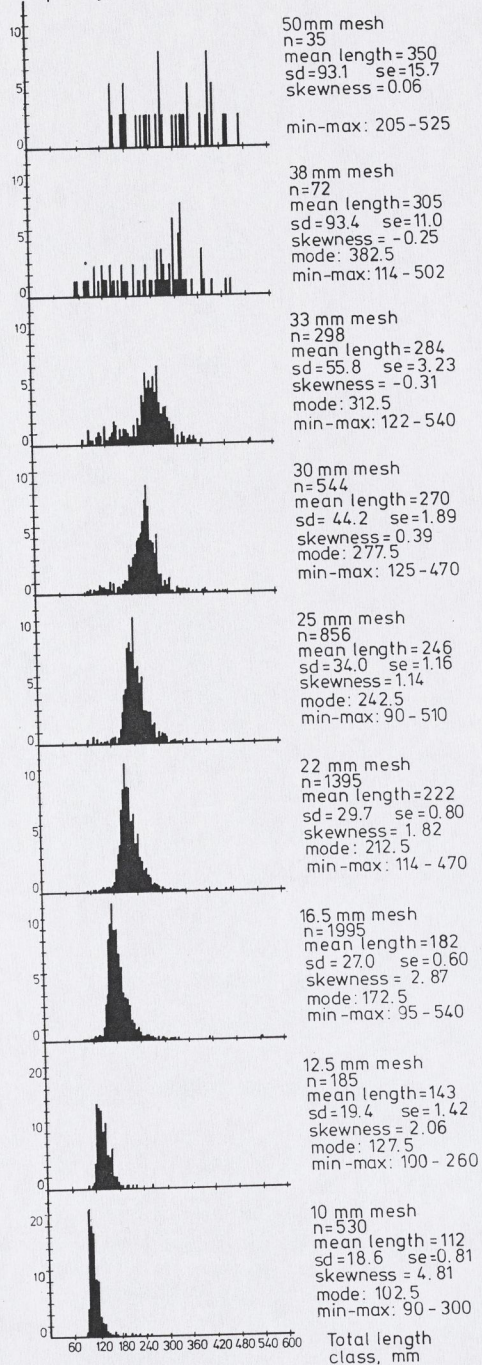 10
5
0
50mm mesh
n=35
mean length=350
sd=93.1 se=15.7
skewness=0.06
min-max: 205-525
10
5
0
38 mm mesh
n=72
mean length=305
sd=93.4 se=11.0
skewness = -0.25
mode: 382.5
min-max: 114-502
10
5
0
33 mm mesh
n=298
mean length=284
sd=55.8 se=3.23
skewness = -0.31
mode: 312.5
min-max: 122-540
10
5
0
30 mm mesh
n=544
mean length=270
sd= 44.2 se=1.89
skewness=0.39
mode: 277.5
min-max: 125-470
10
5
0
25 mm mesh
n=856
mean length=246
sd=34.0 se=1.16
skewness=1.14
mode: 242.5
min-max: 90-510
10
5
0
22 mm mesh
n=1395
mean length=222
sd=29.7 se=0.80
skewness= 1.82
mode: 212.5
min-max: 114-470
10
5
0
16.5 mm mesh
n=1995
mean length=182
sd=27.0 se=0.60
skewness = 2.87
mode: 172.5
min-max: 95-540
20
10
0
12.5 mm mesh
n=185
mean length=143
sd=19.4 se=1.42
skewness = 2.06
mode: 127.5
min-max: 100-260
20
10
0
10 mm mesh
n=530
mean length=112
sd=18.6 se=0.81
skewness = 4.81
mode: 102.5
min-max: 90-300
60 120 180 240 300 360 420 480 540 600
Total length
class, mm